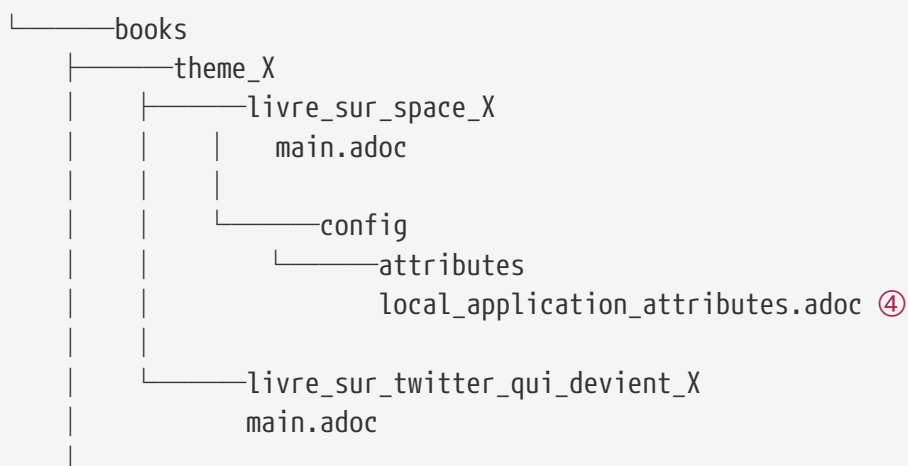 books
theme_X
livre_sur_space_X
main.adoc
config
attributes
local_application_attributes.adoc ④
livre_sur_twitter_qui_devient_X
main.adoc